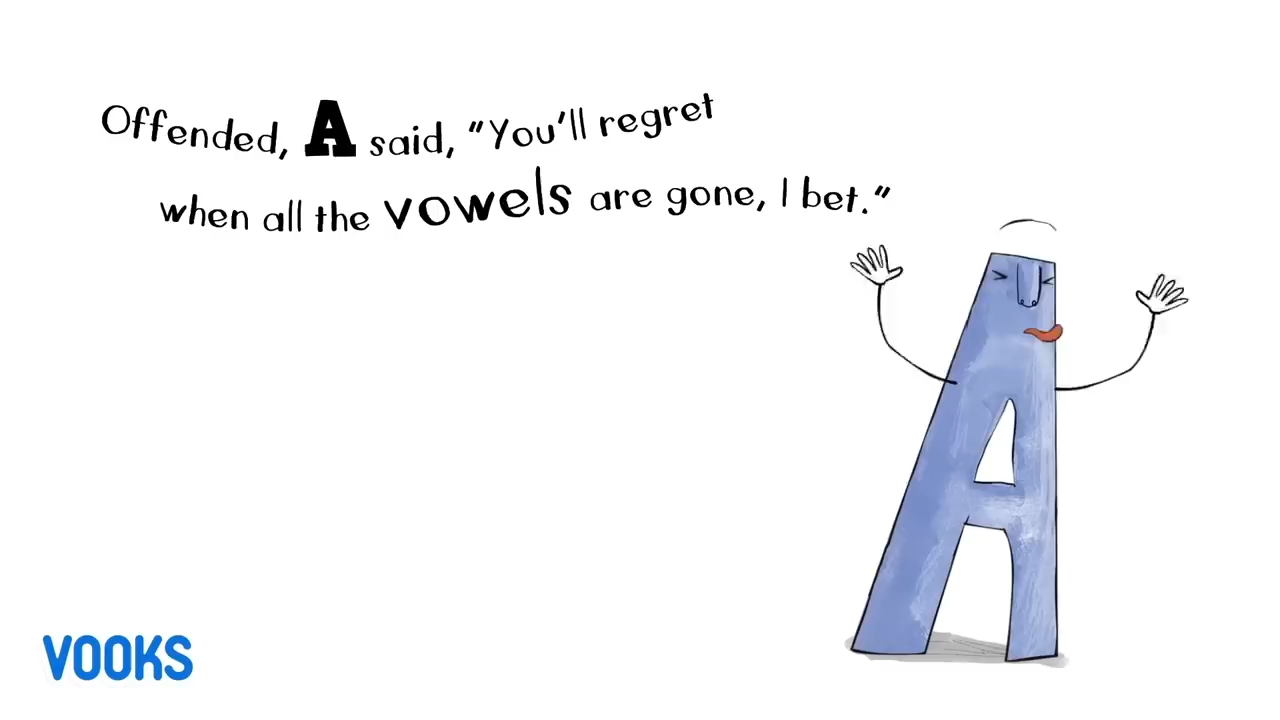 Offended, A said, "You'll regret
when all the vowels are gone, I bet."
VOOKS